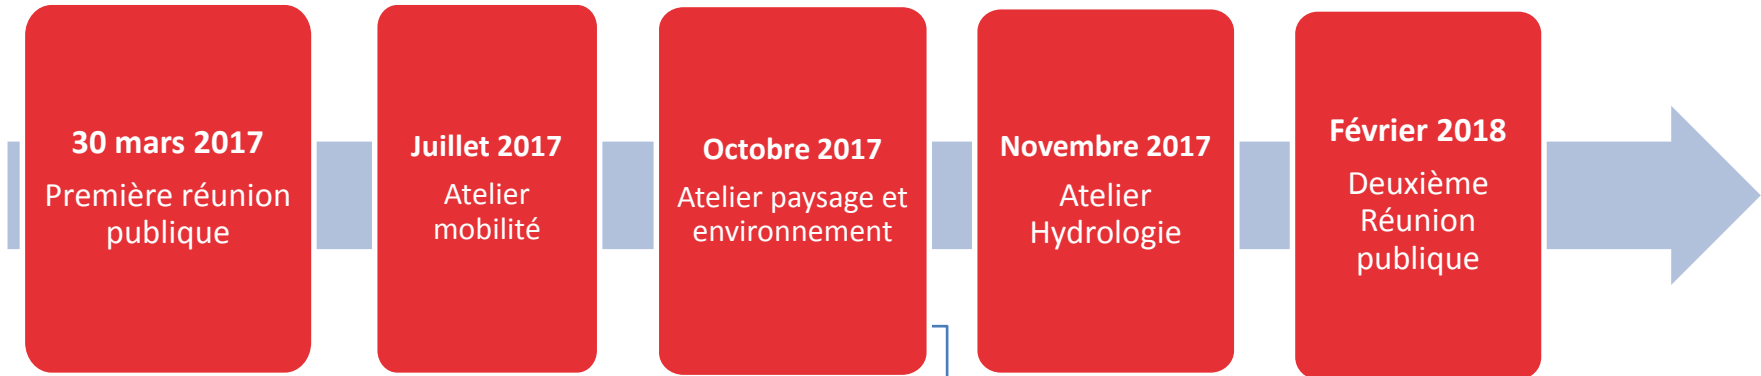 30 mars 2017
Première réunion
publique
Juillet 2017
Atelier
mobilité
Octobre 2017
Atelier paysage et
environnement
Novembre 2017
Atelier
Hydrologie
Février 2018
Deuxième
Réunion
publique